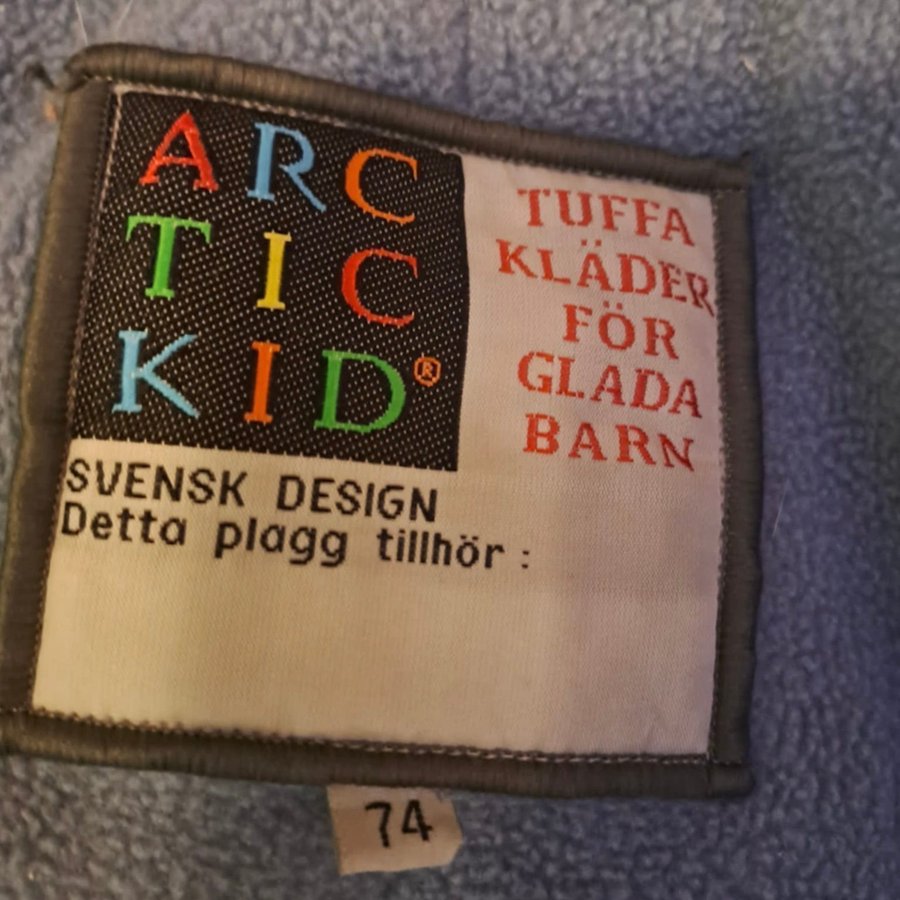 ARC
TIC
KID®
TUFFA
KLÄDER
FÖR
GLADA
BARN
SVENSK DESIGN
Detta plagg tillhör :
74